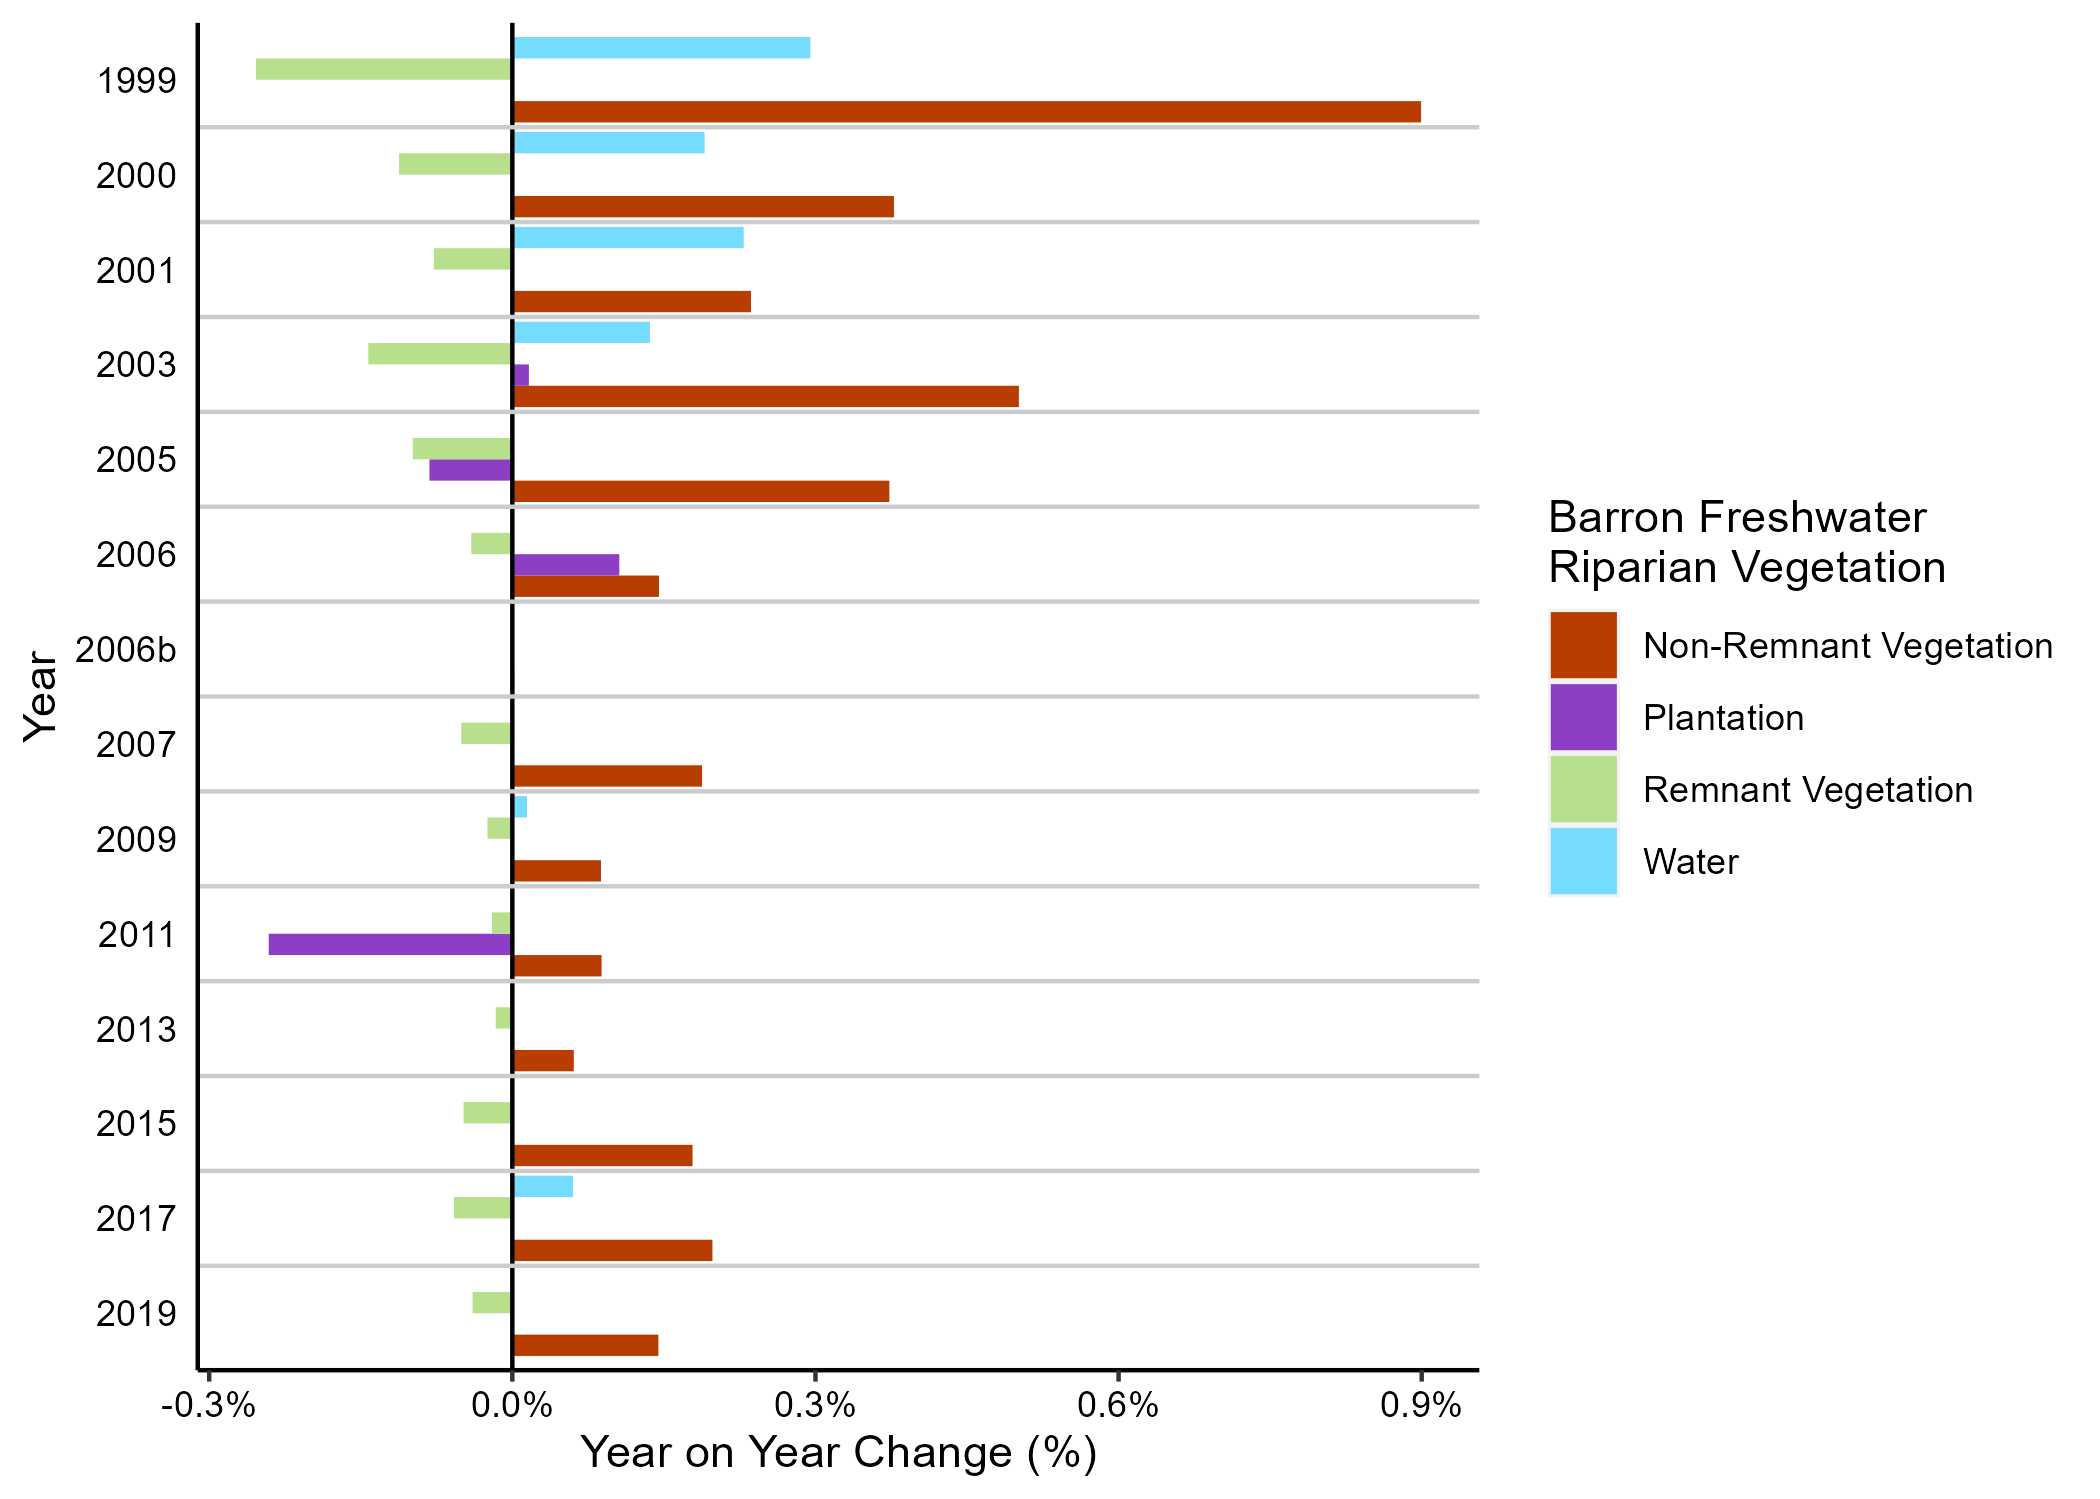 1999
2000
2001
2003
2005
2006
2006b
2007
2009
2011
2013
2015
2017
2019
Year
-0.3%
0.0%
0.3%
0.6%
0.9%
Year on Year Change (%)
Barron Freshwater
Riparian Vegetation
Non-Remnant Vegetation
Plantation
Remnant Vegetation
Water